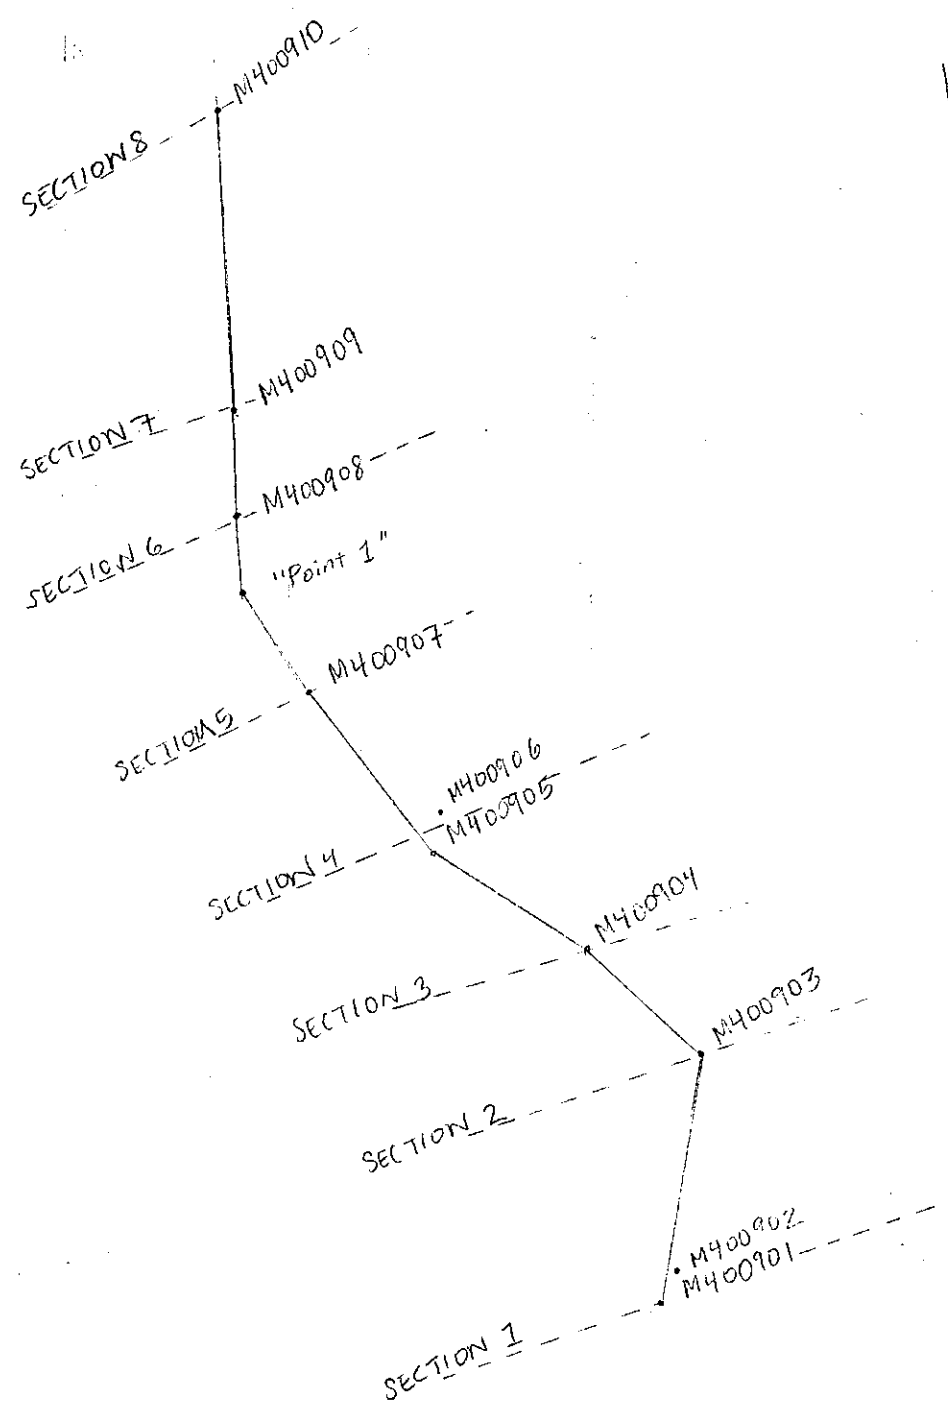 M400910
SECTION 8
M400909
SECTION 7
M400908
SECTION 6
"Point 1"
M400907
SECTION 5
M400906
M400905
SECTION 4
M400904
SECTION 3
M400903
SECTION 2
M400902
M400901
SECTION 1